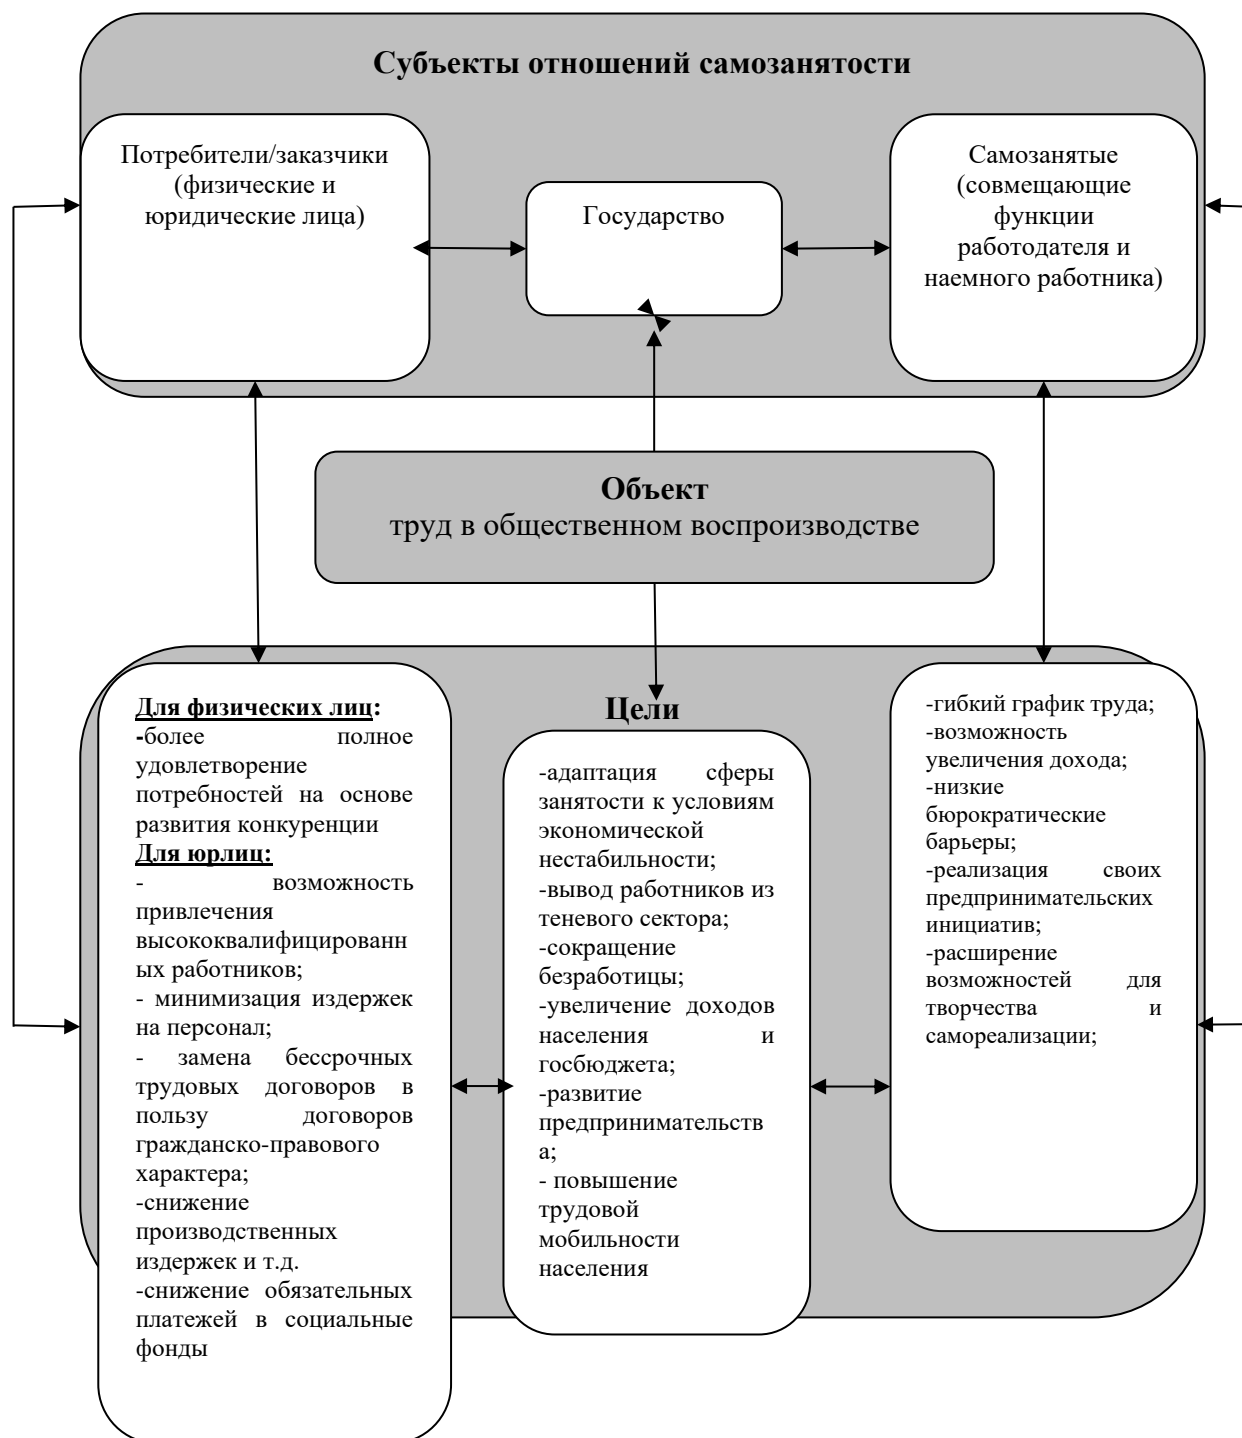 Субъекты отношений самозанятости
Потребители/заказчики
(физические и
юридические лица)
Государство
Самозанятые
(совмещающие
функции
работодателя и
наемного работника)
Объект
труд в общественном воспроизводстве
Цели
Для физических лиц:
-более полное
удовлетворение
потребностей на основе
развития конкуренции
Для юрлиц:
- возможность
привлечения
высококвалифицированн
ых работников;
- минимизация издержек
на персонал;
- замена бессрочных
трудовых договоров в
пользу договоров
гражданско-правового
характера;
-снижение
производственных
издержек и т.д.
-снижение обязательных
платежей в социальные
фонды
-адаптация сферы
занятости к условиям
экономической
нестабильности;
-вывод работников из
теневого сектора;
-сокращение
безработицы;
-увеличение доходов
населения и
госбюджета;
-развитие
предпринимательств
а;
- повышение
трудовой
мобильности
населения
-гибкий график труда;
-возможность
увеличения дохода;
-низкие
бюрократические
барьеры;
-реализация своих
предпринимательских
инициатив;
-расширение
возможностей для
творчества и
самореализации;